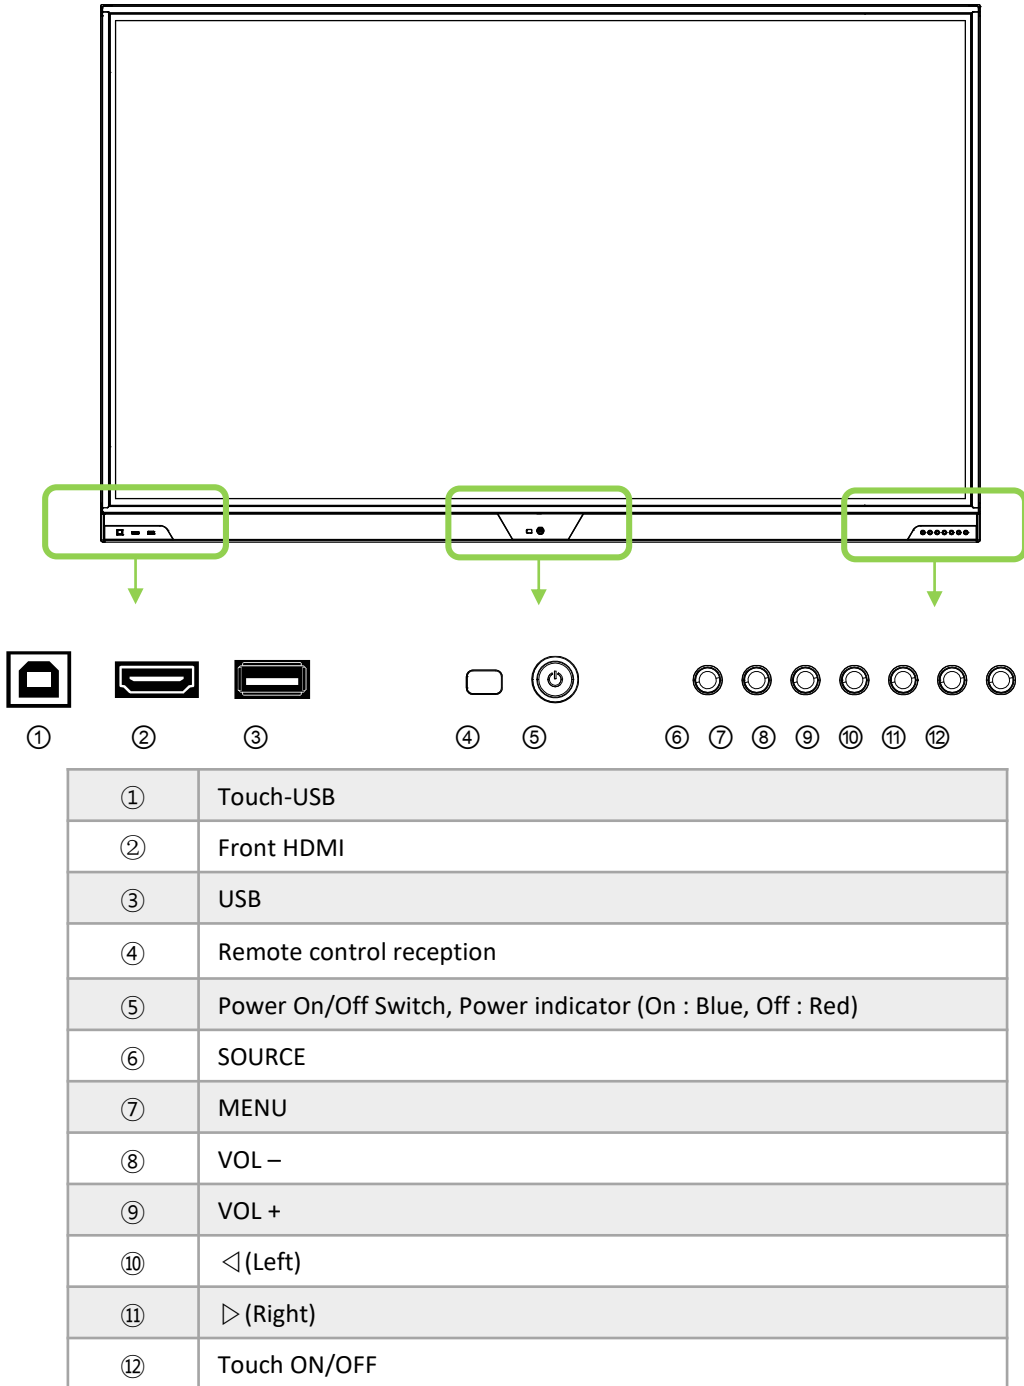 ① ② ③ ④ ⑤ ⑥ ⑦ ⑧ ⑨ ⑩ ⑪ ⑫
① Touch-USB
② Front HDMI
③ USB
④ Remote control reception
⑤ Power On/Off Switch, Power indicator (On : Blue, Off : Red)
⑥ SOURCE
⑦ MENU
⑧ VOL –
⑨ VOL +
⑩ ◁(Left)
⑪ ▷(Right)
⑫ Touch ON/OFF